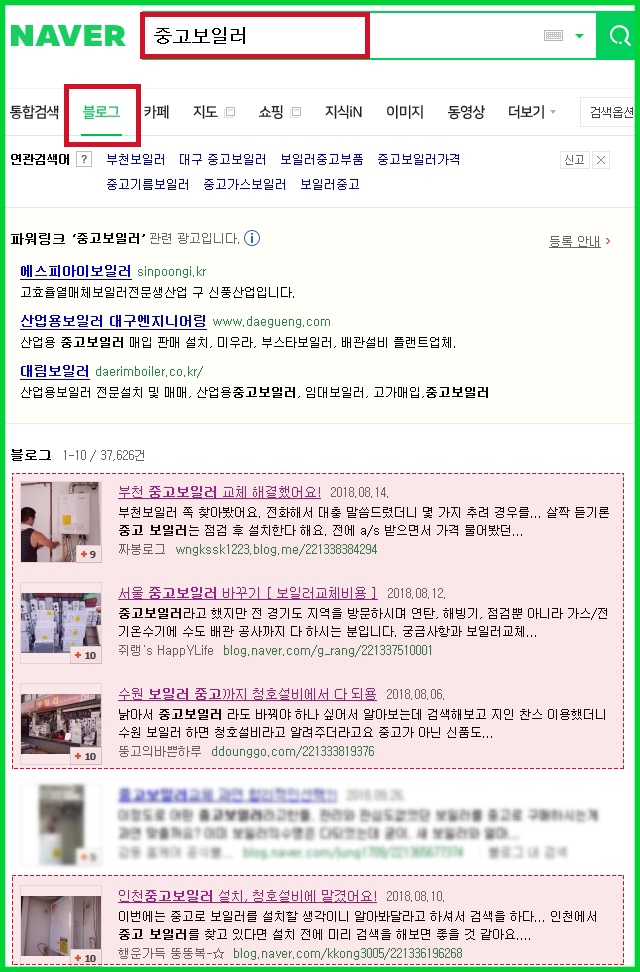 NAVER
중고보일러
통합검색 블로그 카페 지도 쇼핑 지식iN 이미지 동영상 더보기 검색옵션
연관검색어 ? 부천보일러 대구 중고보일러 보일러중고부품 중고보일러가격 신고
중고기름보일러 중고가스보일러 보일러중고
파워링크 ‘중고보일러’ 관련 광고입니다. i 등록 안내 >
에스피아이보일러 sinpoongi.kr
고효율열매체보일러전문생산업 구 신풍산업입니다.
산업용보일러 대구엔지니어링 www.daegueng.com
산업용 중고보일러 매입 판매 설치, 미우라, 부스타보일러, 배관설비 플랜트업체.
대림보일러 daerimboiler.co.kr/
산업용보일러 전문설치 및 매매, 산업용중고보일러, 임대보일러, 고가매입,중고보일러
블로그 1-10 / 37,626건
부천 중고보일러 교체 해결했어요! 2018.08.14.
부천보일러 쪽 찾아봤어요. 전화해서 대충 말씀드렸더니 몇 가지 추려 경우를... 살짝 듣기론
중고 보일러는 점검 후 설치한다 해요. 전에 a/s 받으면서 가격 물어봤던...
+9
짜봉로그 wngkssk1223.blog.me/221338384294
서울 중고보일러 바꾸기 [ 보일러교체비용 ] 2018.08.12.
중고보일러라고 했지만 전 경기도 지역을 방문하시며 연탄, 해빙기, 점검뿐 아니라 가스/전
기온수기에 수도 배관 공사까지 다 하시는 분입니다. 궁금사항과 보일러교체...
+10
쥐랭's HappYLife blog.naver.com/g_rang/221337510001
수원 보일러 중고까지 청호설비에서 다 되용 2018.08.06.
낡아서 중고보일러 라도 바꿔야 하나 싶어서 알아보는데 검색해보고 지인 찬스 이용했더니
수원 보일러 하면 청호설비라고 알려주더라고요 중고가 아닌 신품도...
+10
똥고의바쁜하루 ddounggo.com/221333819376
인천중고보일러 설치, 청호설비에 맡겼어요! 2018.08.10.
이번에는 중고로 보일러를 설치할 생각이니 알아봐달라고 하셔서 검색을 하다... 인천에서
중고 보일러를 찾고 있다면 설치 전에 미리 검색을 해보면 좋을 것 같아요....
+10
행운가득 뚱뚱복-☆ blog.naver.com/kkong3005/221336196268